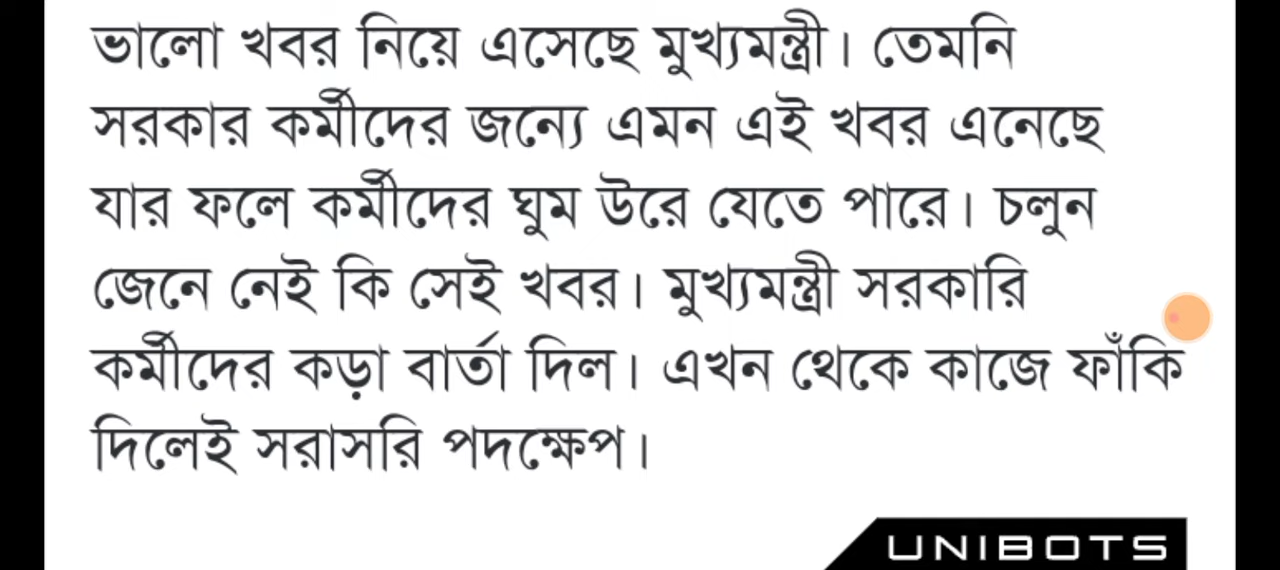 ভালো খবর নিয়ে এসেছে মুখ্যমন্ত্রী। তেমনি
সরকার কর্মীদের জন্যে এমন এই খবর এনেছে
যার ফলে কর্মীদের ঘুম উরে যেতে পারে। চলুন
জেনে নেই কি সেই খবর। মুখ্যমন্ত্রী সরকারি
কর্মীদের কড়া বার্তা দিল। এখন থেকে কাজে ফাঁকি
দিলেই সরাসরি পদক্ষেপ।
UNIBOTS